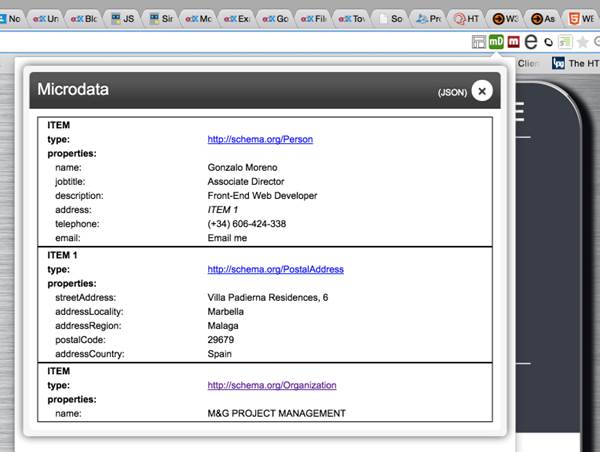 No Un Blo JS Sir Mo Exa Go File Tov So Pro HT W3 As WE
mD m e
Clien The HT
Microdata (JSON)
ITEM
type: http://schema.org/Person
properties:
name: Gonzalo Moreno
jobtitle: Associate Director
description: Front-End Web Developer
address: ITEM 1
telephone: (+34) 606-424-338
email: Email me
ITEM 1
type: http://schema.org/PostalAddress
properties:
streetAddress: Villa Padierna Residences, 6
addressLocality: Marbella
addressRegion: Malaga
postalCode: 29679
addressCountry: Spain
ITEM
type: http://schema.org/Organization
properties:
name: M&G PROJECT MANAGEMENT